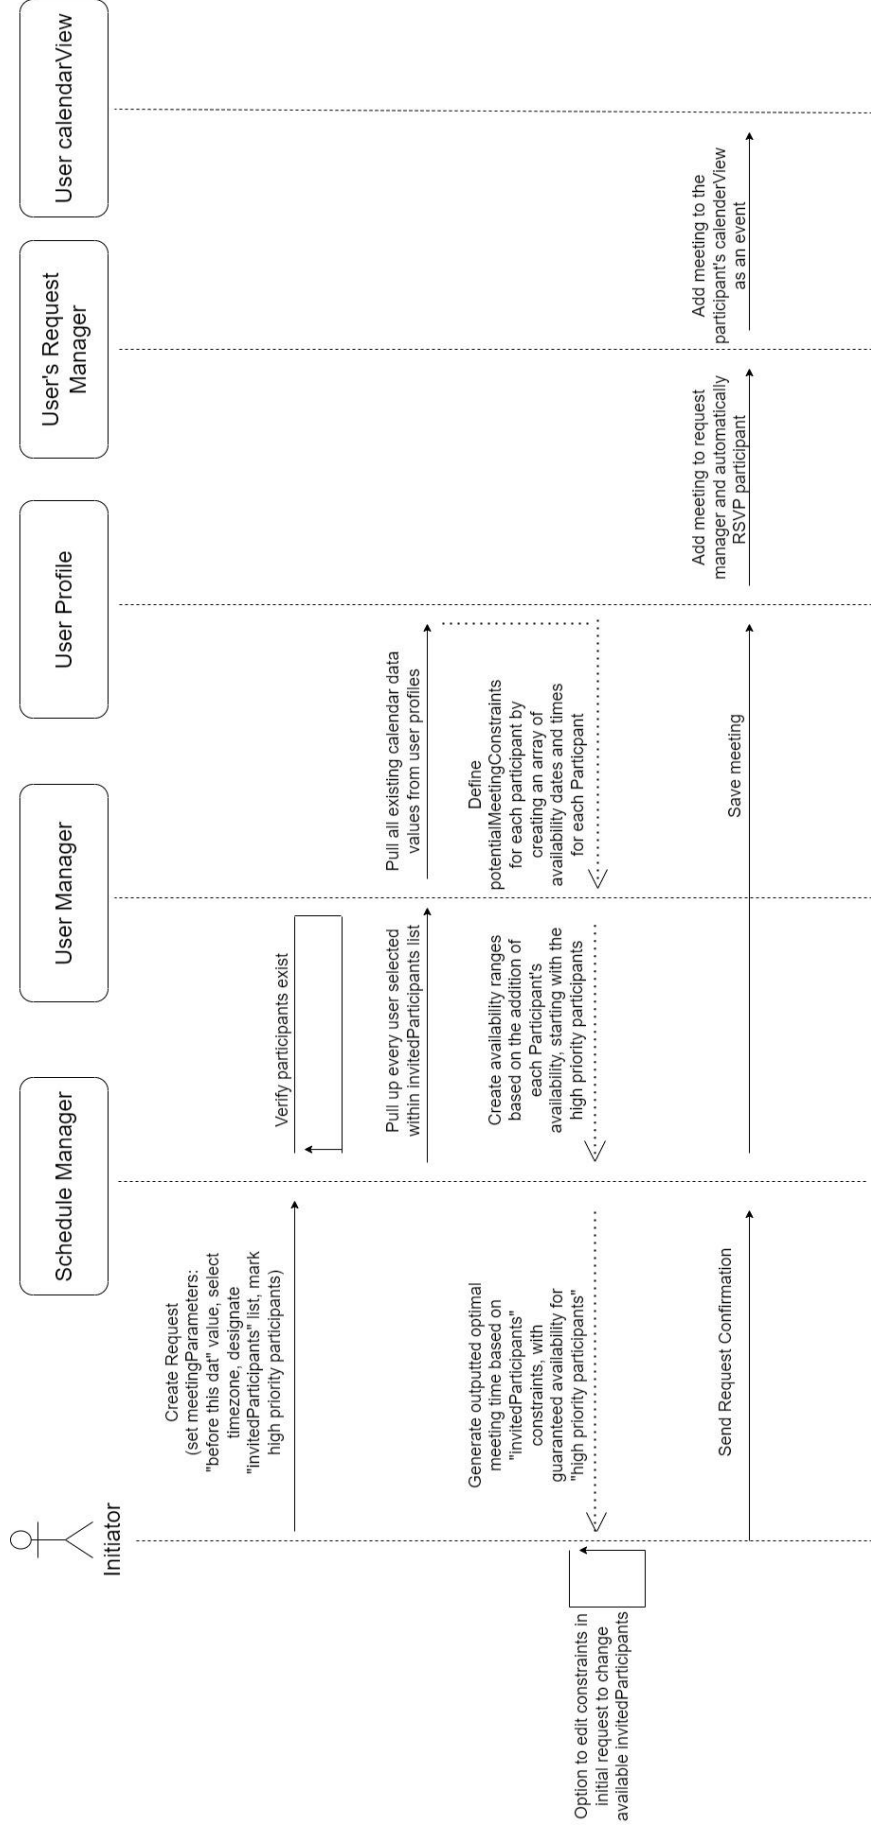 Initiator
Schedule Manager
User Manager
User Profile
User's Request
Manager
User calendarView
Create Request
(set meetingParameters:
"before this dat" value, select
timezone, designate
"invitedParticipants" list, mark
high priority participants)
Verify participants exist
Pull up every user selected
within invitedParticipants list
Pull all existing calendar data
values from user profiles
Define
potentialMeetingConstraints
for each participant by
creating an array of
availability dates and times
for each Particpant
Create availability ranges
based on the addition of
each Participant's
availability, starting with the
high priority participants
Generate outputted optimal
meeting time based on
"invitedParticipants"
constraints, with
guaranteed availability for
"high priority participants"
Option to edit constraints in
initial request to change
available invitedParticipants
Send Request Confirmation
Save meeting
Add meeting to request
manager and automatically
RSVP participant
Add meeting to the
participant's calenderView
as an event